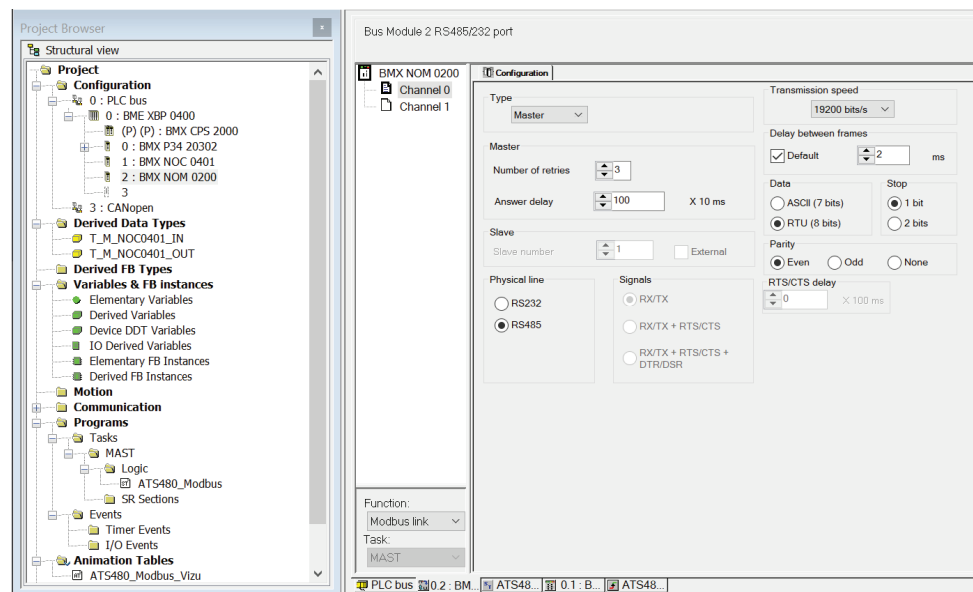 Project Browser
Structural view
Project
Configuration
0 : PLC bus
0 : BME XBP 0400
(P) (P) : BMX CPS 2000
0 : BMX P34 20302
1 : BMX NOC 0401
2 : BMX NOM 0200
3
3 : CANopen
Derived Data Types
T_M_NOC0401_IN
T_M_NOC0401_OUT
Derived FB Types
Variables & FB instances
Elementary Variables
Derived Variables
Device DDT Variables
IO Derived Variables
Elementary FB Instances
Derived FB Instances
Motion
Communication
Programs
Tasks
MAST
Logic
ATS480_Modbus
SR Sections
Events
Timer Events
I/O Events
Animation Tables
ATS480_Modbus_Vizu
Bus Module 2 RS485/232 port
BMX NOM 0200
Channel 0
Channel 1
Function:
Modbus link
Task:
MAST
Configuration
Type
Master
Master
Number of retries 3
Answer delay 100 X 10 ms
Slave
Slave number 1 External
Physical line
RS232
RS485
Signals
RX/TX
RX/TX + RTS/CTS
RX/TX + RTS/CTS +
DTR/DSR
Transmission speed
19200 bits/s
Delay between frames
Default 2 ms
Data
ASCII (7 bits)
RTU (8 bits)
Stop
1 bit
2 bits
Parity
Even Odd None
RTS/CTS delay
0 X 100 ms
PLC bus 0.2 : BM... ATS48... 0.1 : B... ATS48...